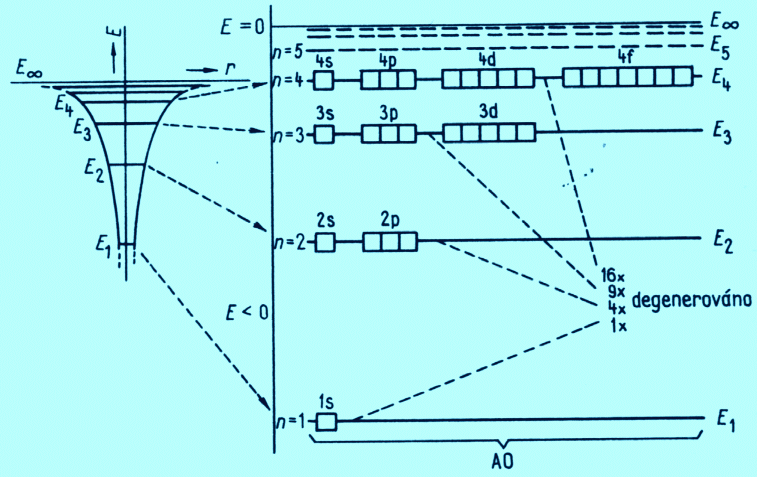 E
r
E∞
E4
E3
E2
E1
E = 0
E∞
n=5
E5
4s 4p 4d 4f
n=4
E4
3s 3p 3d
n=3
E3
2s 2p
n=2
E2
16x
9x
4x
1x
degenerováno
E < 0
1s
n=1
E1
AO